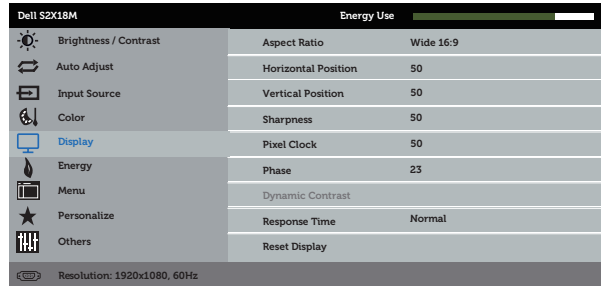 Dell S2X18M Energy Use
Brightness / Contrast
Auto Adjust
Input Source
Color
Display
Energy
Menu
Personalize
Others
Aspect Ratio Wide 16:9
Horizontal Position 50
Vertical Position 50
Sharpness 50
Pixel Clock 50
Phase 23
Dynamic Contrast
Response Time Normal
Reset Display
Resolution: 1920x1080, 60Hz